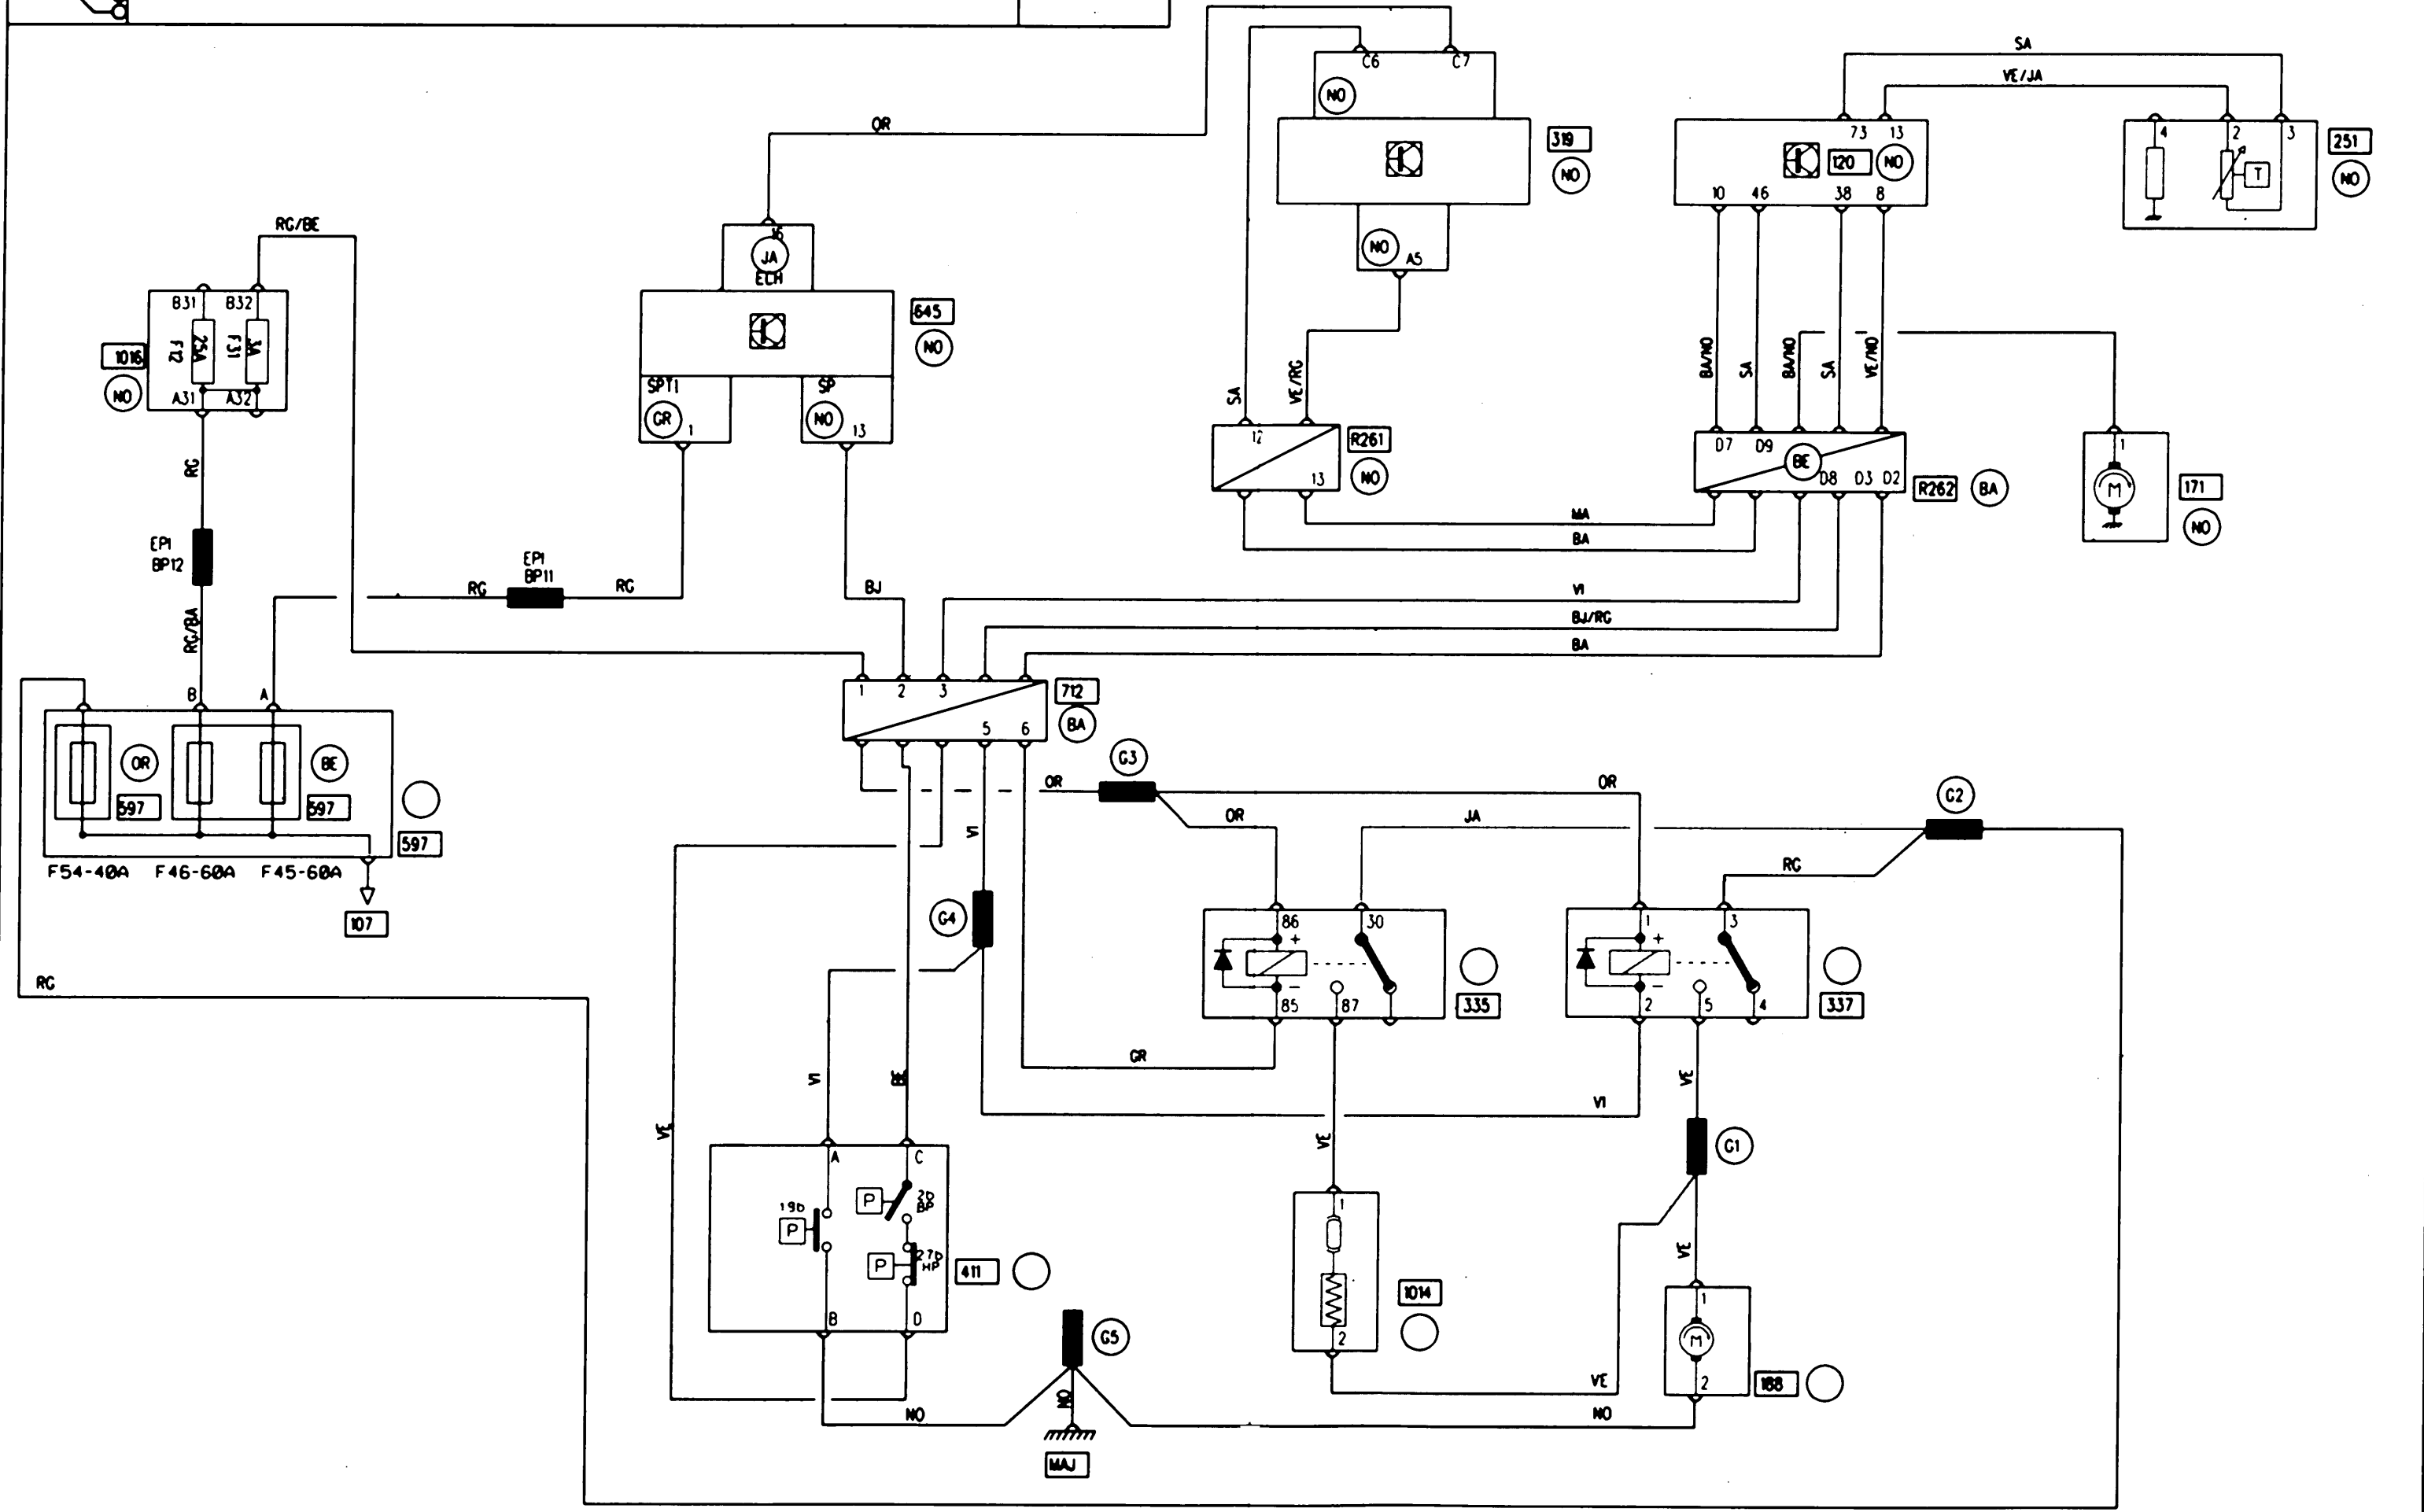 SA
VE/JA
C6 C7
NO
OR
319
NO
73 13
120 NO
10 46 38 8
4 2 3
T
251
NO
RG/BE
16
JA
ECH
NO A5
B31 B32
F12 25A F31 3A
A31 A32
1016
NO
645
NO
SPT1 SP
GR 1 NO 13
SA VE/RG
BA/NO SA BA/NO SA VE/NO
12
13
R261
NO
D7 D9
BE
D8 D3 D2
R262 BA
1
M
171
NO
RG
EP1
BP12
MA
BA
EP1
BP11
RG RG
BJ
VI
BJ/RG
BA
RG/BA
B A
1 2 3
5 6
712
BA
OR BE
597 597
597
F54-40A F46-60A F45-60A
107
G3
OR OR
OR
JA
G2
VI
RG
G4
86 30
+
-
85 87
335
1 3
+
-
2 5 4
337
RG
GR
VI
VI BE
VE
VE
VE
G1
A C
19b
P
P
2b
BP
P
27b
HP
B D
411
VE
1
2
1014
1
M
2
188
G5
NO
NO
VE
NO
MAJ